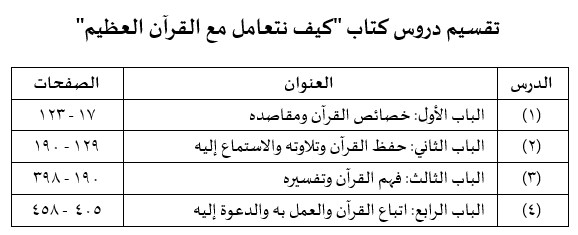 تقسيم دروس كتاب "كيف نتعامل مع القرآن العظيم"
الدرس العنوان الصفحات
(١) الباب الأول: خصائص القرآن ومقاصده ١٧ - ١٢٣
(٢) الباب الثاني: حفظ القرآن وتلاوته والاستماع إليه ١٢٩ - ١٩٠
(٣) الباب الثالث: فهم القرآن وتفسيره ١٩٠ - ٣٩٨
(٤) الباب الرابع: اتباع القرآن والعمل به والدعوة إليه ٤٠٥ - ٤٥٨